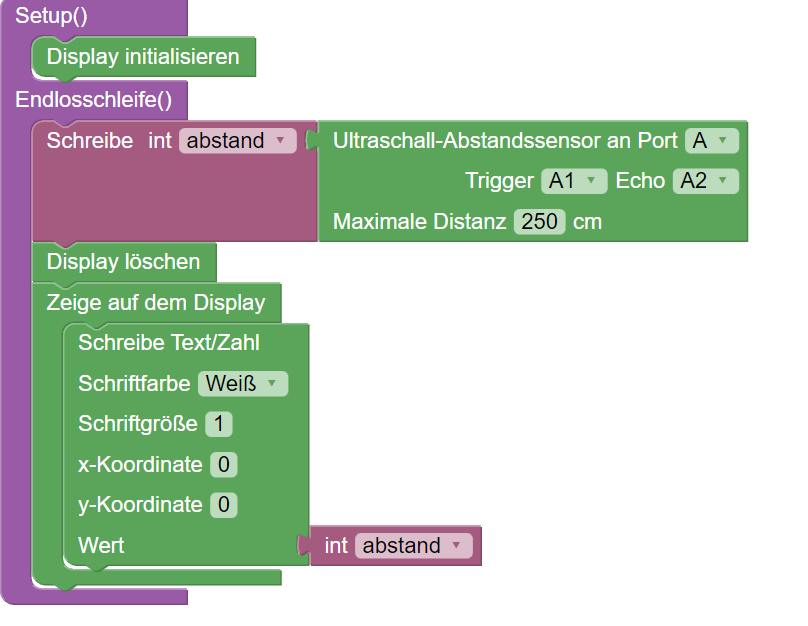 Setup()
Display initialisieren
Endlosschleife()
Schreibe int abstand Ultraschall-Abstandssensor an Port A
Trigger A1 Echo A2
Maximale Distanz 250 cm
Display löschen
Zeige auf dem Display
Schreibe Text/Zahl
Schriftfarbe Weiß
Schriftgröße 1
x-Koordinate 0
y-Koordinate 0
Wert int abstand